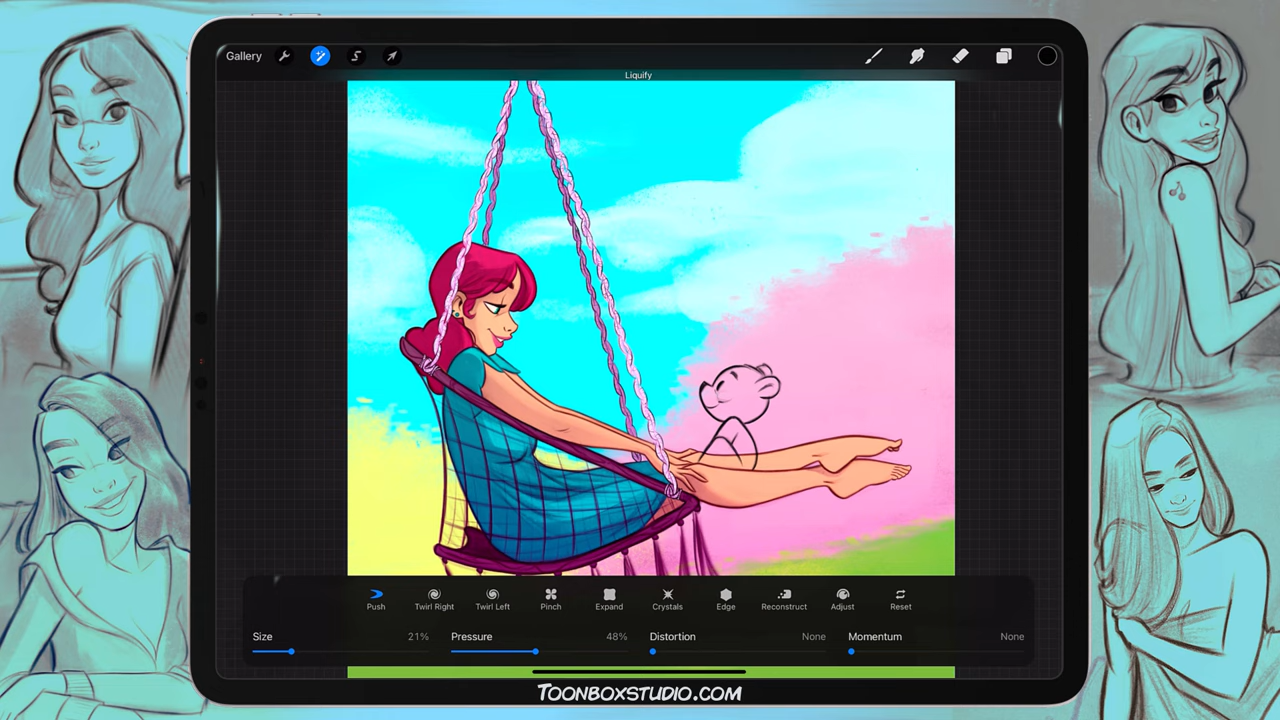 Gallery
Liquify
Push Twirl Right Twirl Left Pinch Expand Crystals Edge Reconstruct Adjust Reset
Size 21% Pressure 48% Distortion None Momentum None
TOONBOXSTUDIO.COM